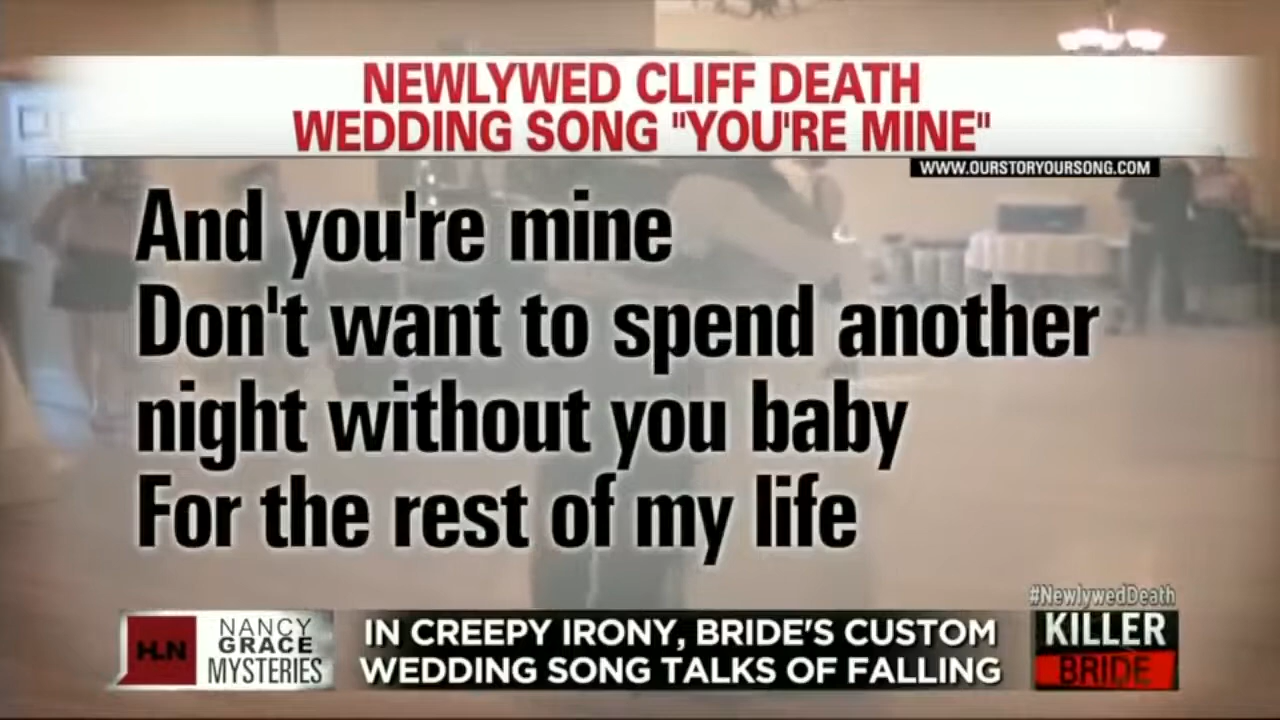 NEWLYWED CLIFF DEATH
WEDDING SONG "YOU'RE MINE"
WWW.OURSTORYOURSONG.COM
And you're mine
Don't want to spend another
night without you baby
For the rest of my life
#NewlywedDeath
HLN
NANCY
GRACE
MYSTERIES
IN CREEPY IRONY, BRIDE'S CUSTOM
WEDDING SONG TALKS OF FALLING
KILLER
BRIDE